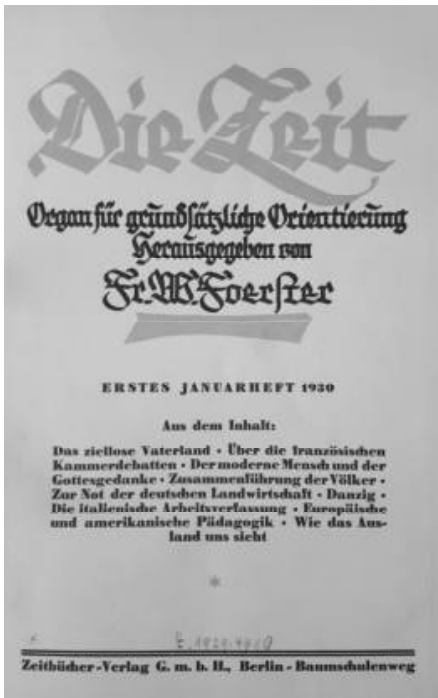 Die Zeit
Organ für grundsätzliche Orientierung
Herausgegeben von
Fr. W. Foerster
ERSTES JANUARHEFT 1930
Aus dem Inhalt:
Das ziellose Vaterland · Über die französischen
Kammerdebatten · Der moderne Mensch und der
Gottesgedanke · Zusammenführung der Völker ·
Zur Not der deutschen Landwirtschaft · Danzig ·
Die italienische Arbeitsverfassung · Europäische
und amerikanische Pädagogik · Wie das Aus-
land uns sieht
*
Zeitbücher-Verlag G. m. b. H., Berlin - Baumschulenweg